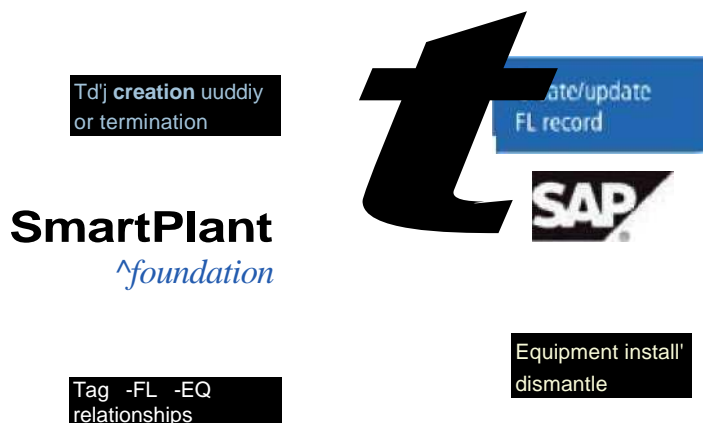 Td'j creation uuddiy
or termination
t
ate/update
FL record
SAP
SmartPlant
^foundation
Equipment install'
dismantle
Tag -FL -EQ
relationships